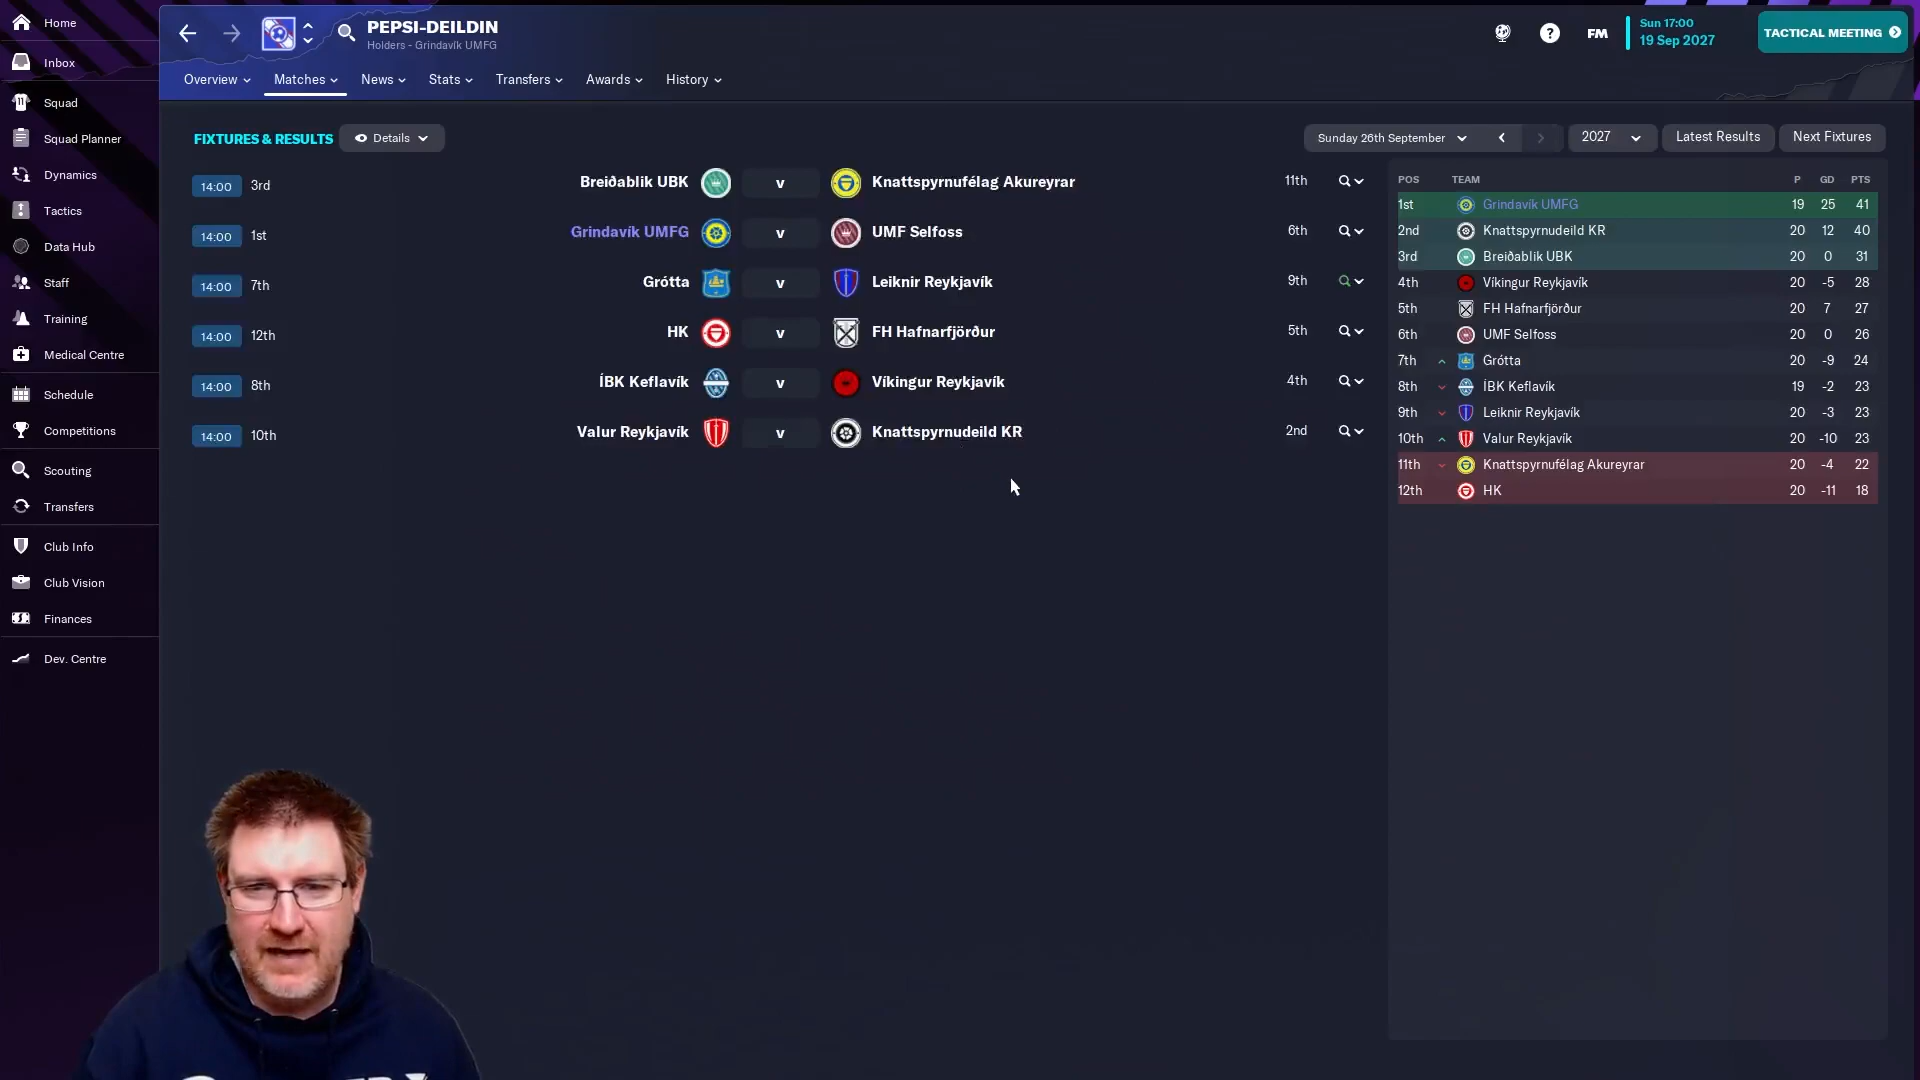 Home
Inbox
Squad
Squad Planner
Dynamics
Tactics
Data Hub
Staff
Training
Medical Centre
Schedule
Competitions
Scouting
Transfers
Club Info
Club Vision
Finances
Dev. Centre
PEPSI-DEILDIN
Holders - Grindavík UMFG
FM
Sun 17:00
19 Sep 2027
TACTICAL MEETING
Overview Matches News Stats Transfers Awards History
FIXTURES & RESULTS Details
Sunday 26th September 2027 Latest Results Next Fixtures
14:00 3rd Breiðablik UBK v Knattspyrnufélag Akureyrar 11th
14:00 1st Grindavík UMFG v UMF Selfoss 6th
14:00 7th Grótta v Leiknir Reykjavík 9th
14:00 12th HK v FH Hafnarfjörður 5th
14:00 8th ÍBK Keflavík v Víkingur Reykjavík 4th
14:00 10th Valur Reykjavík v Knattspyrnudeild KR 2nd
POS TEAM P GD PTS
1st Grindavík UMFG 19 25 41
2nd Knattspyrnudeild KR 20 12 40
3rd Breiðablik UBK 20 0 31
4th Víkingur Reykjavík 20 -5 28
5th FH Hafnarfjörður 20 7 27
6th UMF Selfoss 20 0 26
7th Grótta 20 -9 24
8th ÍBK Keflavík 19 -2 23
9th Leiknir Reykjavík 20 -3 23
10th Valur Reykjavík 20 -10 23
11th Knattspyrnufélag Akureyrar 20 -4 22
12th HK 20 -11 18